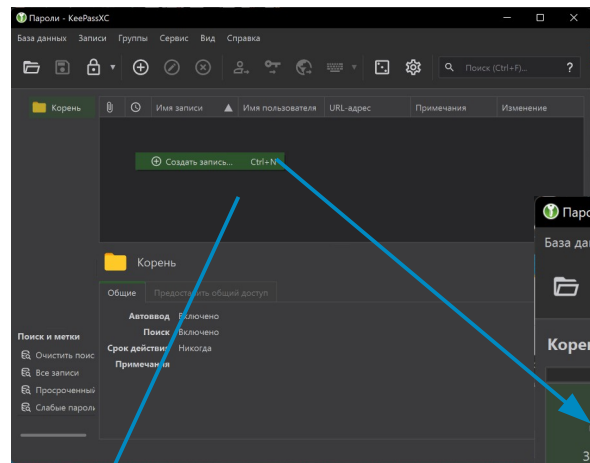 Пароли - KeePassXC
База данных Записи Группы Сервис Вид Справка
Поиск (Ctrl+F)... ?
Корень
Имя записи Имя пользователя URL-адрес Примечания Изменение
Создать запись... Ctrl+N
Корень
Общие Предоставить общий доступ
Автоввод Включено
Поиск Включено
Срок действия Никогда
Примечания
Поиск и метки
Очистить поис
Все записи
Просроченный
Слабые пароли
Паро
База да
Корен
З